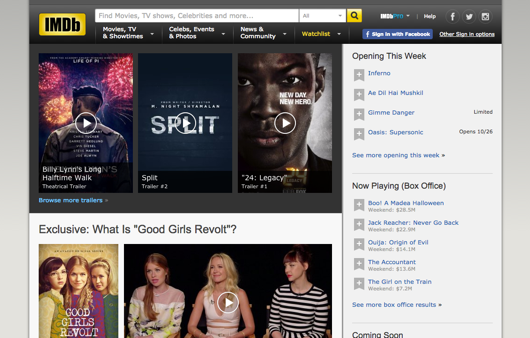 IMDb
Find Movies, TV shows, Celebrities and more...
All
IMDbPro
Help
Movies, TV
& Showtimes
Celebs, Events
& Photos
News &
Community
Watchlist
Sign in with Facebook
Other Sign in options
LIFE OF PI
Billy Lynn's Long
Halftime Walk
Theatrical Trailer
M. NIGHT SHYAMALAN
SPLIT
Split
Trailer #2
NEW DAY.
NEW HERO.
"24: Legacy"
Trailer #1
Browse more trailers »
Exclusive: What Is "Good Girls Revolt"?
GOOD
GIRLS
REVOLT
Opening This Week
Inferno
Ae Dil Hai Mushkil
Gimme Danger
Limited
Oasis: Supersonic
Opens 10/26
See more opening this week »
Now Playing (Box Office)
Boo! A Madea Halloween
Weekend: $28.5M
Jack Reacher: Never Go Back
Weekend: $22.9M
Ouija: Origin of Evil
Weekend: $14.1M
The Accountant
Weekend: $13.6M
The Girl on the Train
Weekend: $7.2M
See more box office results »
Coming Soon